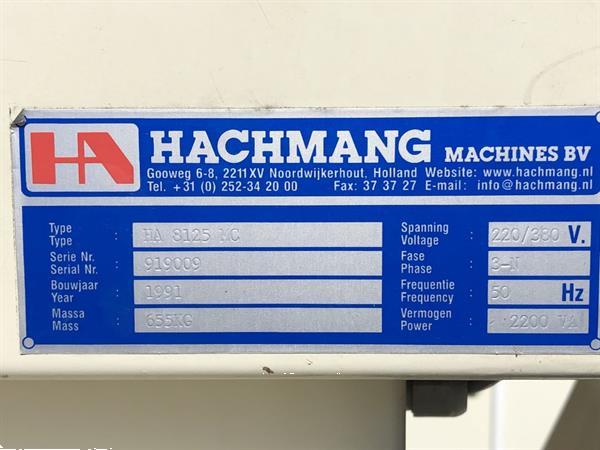 HA HACHMANG MACHINES BV
Gooweg 6-8, 2211 XV Noordwijkerhout, Holland Website: www.hachmang.nl
Tel. +31 (0) 252-34 20 00 Fax: 37 37 27 E-mail: info@hachmang.nl
Type
Type : HA 8125 MC
Serie Nr.
Serial Nr. : 919009
Bouwjaar
Year : 1991
Massa
Mass : 655KG
Spanning
Voltage : 220/380 V.
Fase
Phase : 3-N
Frequentie
Frequency : 50 Hz
Vermogen
Power : 2200 VA